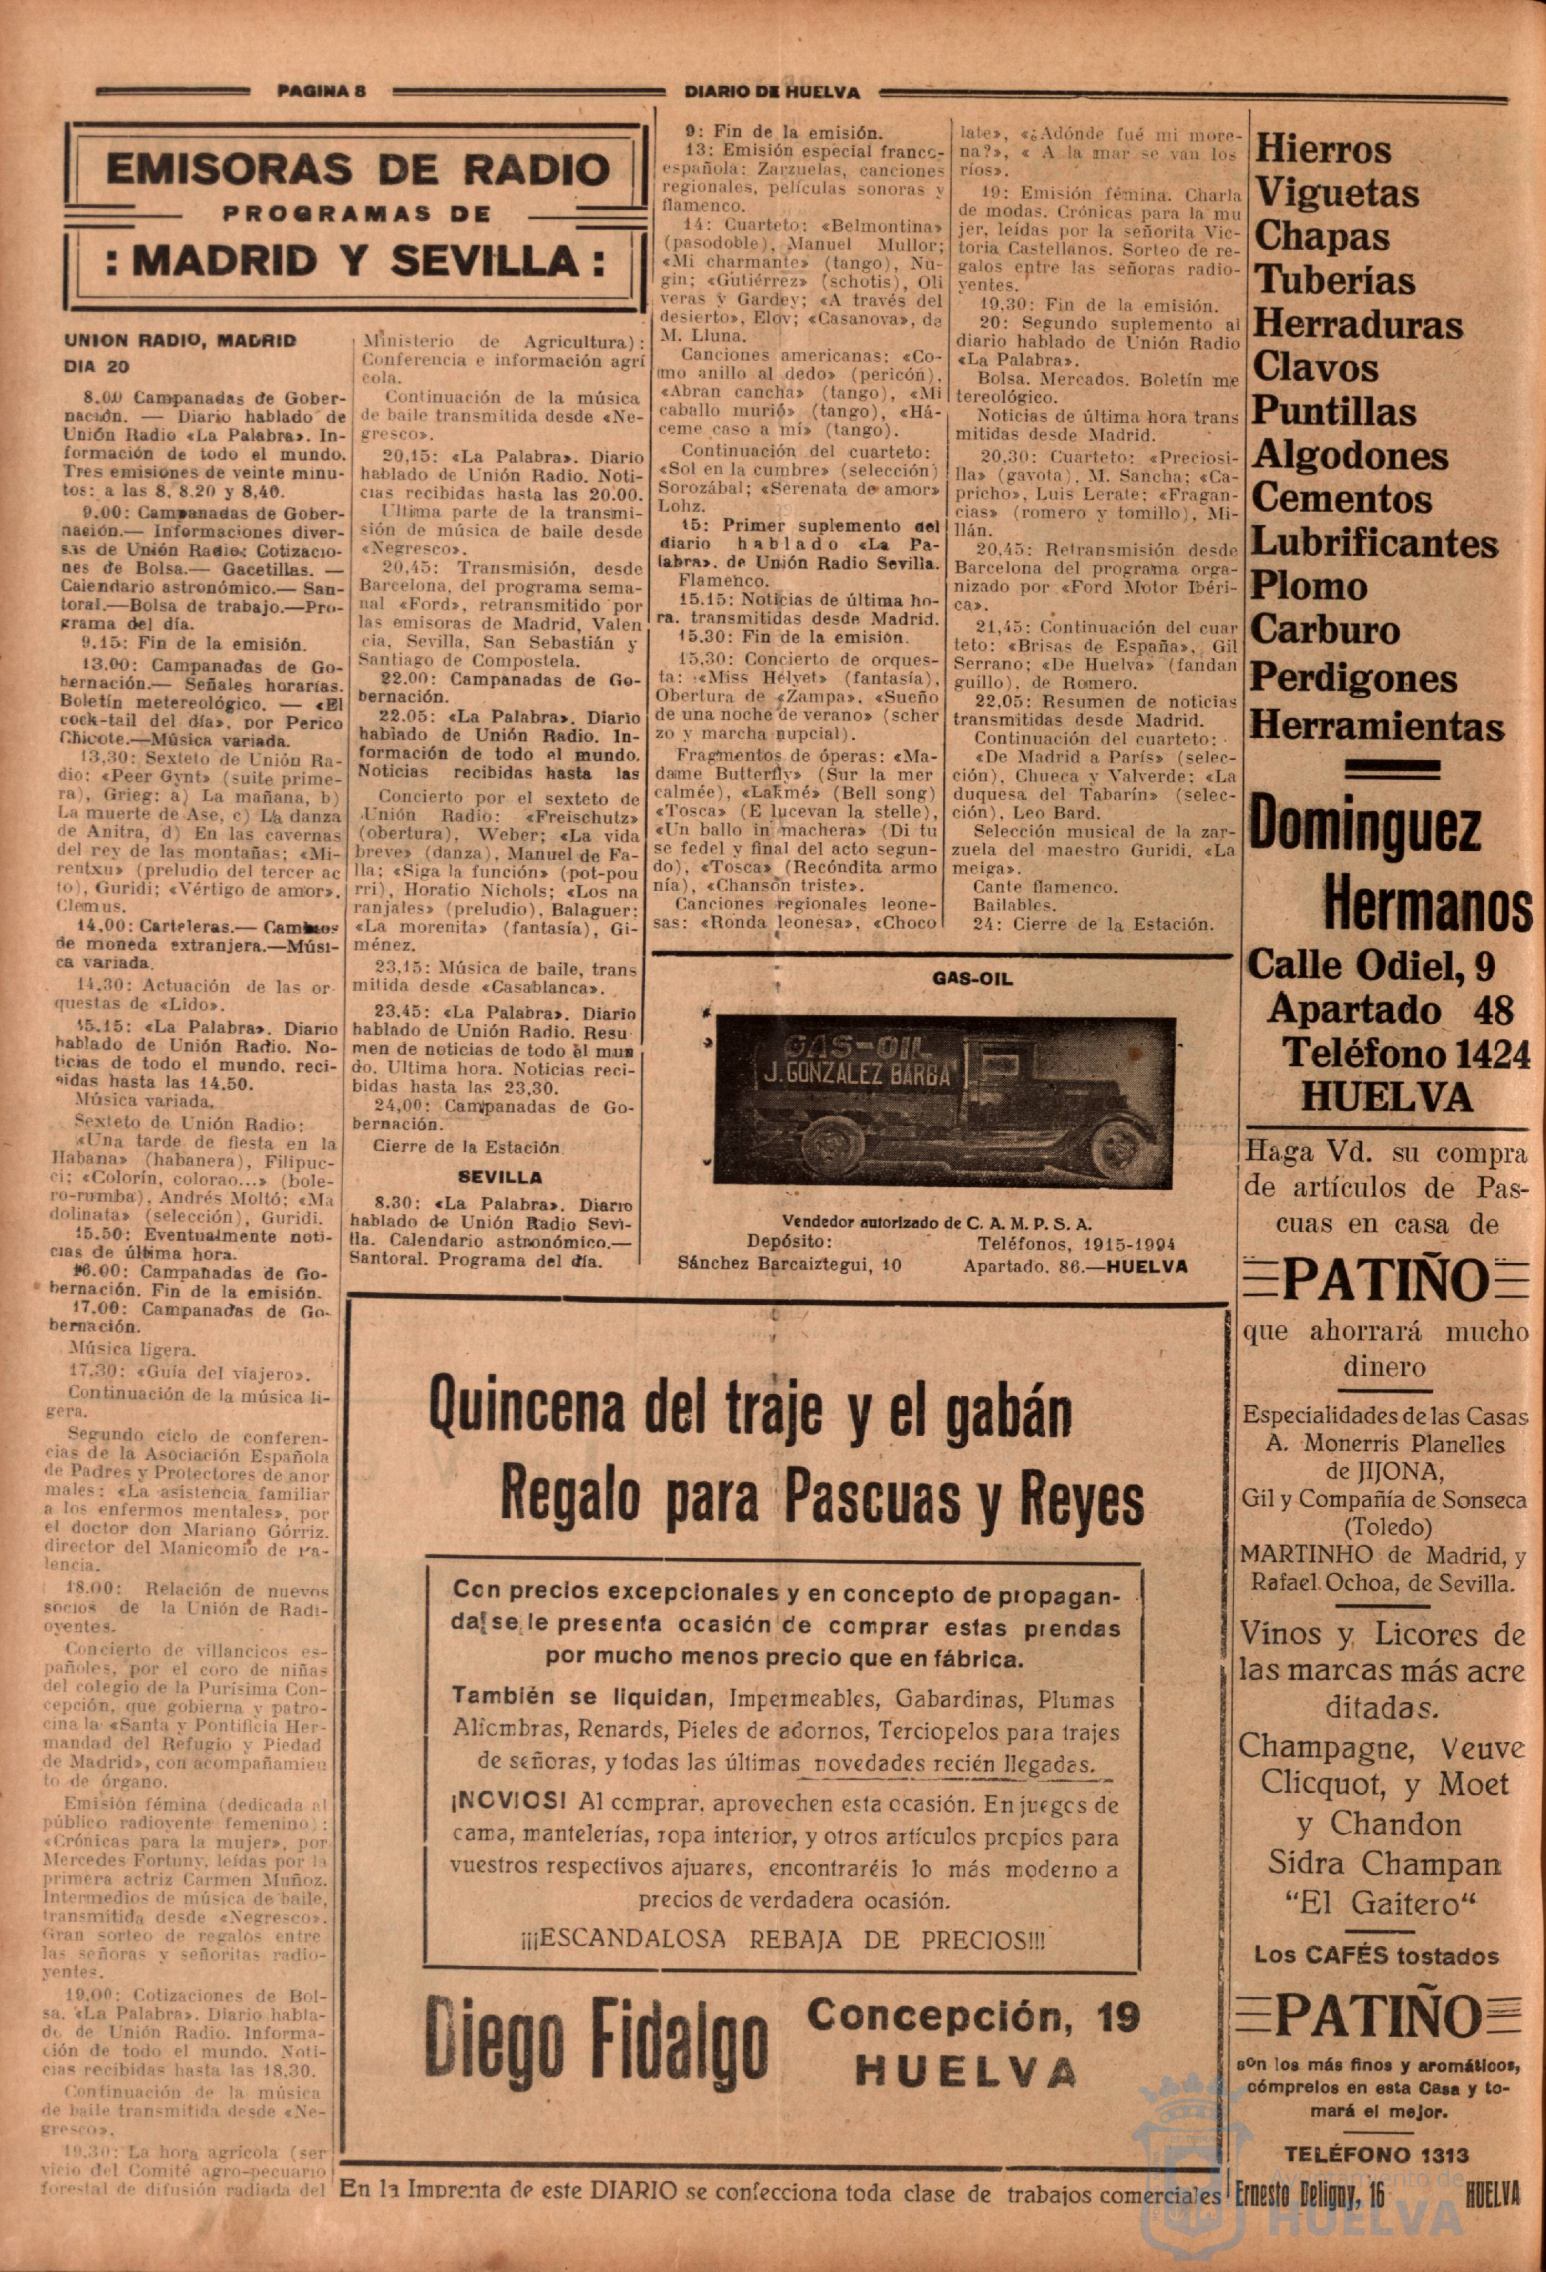 PAGINA 8
DIARIO DE HUELVA
EMISORAS DE RADIO
PROGRAMAS DE
: MADRID Y SEVILLA :
UNION RADIO, MADRID
DIA 20
8.00 Campanadas de Gober-
nación. — Diario hablado de
Unión Radio «La Palabra». In-
formación de todo el mundo.
Tres emisiones de veinte minu-
tos: a las 8, 8.20 y 8,40.
9.00: Campanadas de Gober-
nación.— Informaciones diver-
sas de Unión Radio: Cotizacio-
nes de Bolsa.— Gacetillas. —
Calendario astronómico.— San-
toral.—Bolsa de trabajo.—Pro-
grama del día.
9.15: Fin de la emisión.
13.00: Campanadas de Go-
bernación.— Señales horarias.
Boletín metereológico. — «El
cock-tail del día», por Perico
Chicote.—Música variada.
13,30: Sexteto de Unión Ra-
dio: «Peer Gynt» (suite prime-
ra), Grieg: a) La mañana, b)
La muerte de Ase, c) La danza
de Anitra, d) En las cavernas
del rey de las montañas; «Mi-
rentxu» (preludio del tercer ac
to), Guridi; «Vértigo de amor»,
Clemus.
14,00: Carteleras.— Cambios
de moneda extranjera.—Músi-
ca variada.
14,30: Actuación de las or-
questas de «Lido».
15.15: «La Palabra». Diario
hablado de Unión Radio. No-
ticias de todo el mundo, reci-
bidas hasta las 14.50.
Música variada.
Sexteto de Unión Radio:
«Una tarde de fiesta en la
Habana» (habanera), Filipuc-
ci; «Colorín, colorao...» (bole-
ro-rumba), Andrés Moltó; «Ma
dolinata» (selección), Guridi.
15.50: Eventualmente noti-
cias de última hora.
16.00: Campanadas de Go-
bernación. Fin de la emisión.
17.00: Campanadas de Go-
bernación.
Música ligera.
17.30: «Guía del viajero».
Continuación de la música li-
gera.
Segundo ciclo de conferen-
cias de la Asociación Española
de Padres y Protectores de anor
males: «La asistencia familiar
a los enfermos mentales», por
el doctor don Mariano Górriz,
director del Manicomio de Pa-
lencia.
18.00: Relación de nuevos
socios de la Unión de Radi-
oyentes.
Concierto de villancicos es-
pañoles, por el coro de niñas
del colegio de la Purísima Con-
cepción, que gobierna y patro-
cina la «Santa y Pontificia Her-
mandad del Refugio y Piedad
de Madrid», con acompañamien
to de órgano.
Emisión fémina (dedicada al
público radioyente femenino):
«Crónicas para la mujer», por
Mercedes Fortuny, leídas por la
primera actriz Carmen Muñoz.
Intermedios de música de baile,
transmitida desde «Negresco».
Gran sorteo de regalos entre
las señoras y señoritas radio-
yentes.
19,00: Cotizaciones de Bol-
sa. «La Palabra». Diario habla-
do de Unión Radio. Informa-
ción de todo el mundo. Noti-
cias recibidas hasta las 18.30.
Continuación de la música
de baile transmitida desde «Ne-
gresco».
19.30: La hora agrícola (ser
vicio del Comité agro-pecuario
forestal de difusión radiada del
Ministerio de Agricultura):
Conferencia e información agrí
cola.
Continuación de la música
de baile transmitida desde «Ne-
gresco».
20,15: «La Palabra». Diario
hablado de Unión Radio. Noti-
cias recibidas hasta las 20.00.
Ultima parte de la transmi-
sión de música de baile desde
«Negresco».
20,45: Transmisión, desde
Barcelona, del programa sema-
nal «Ford», retransmitido por
las emisoras de Madrid, Valen
cia, Sevilla, San Sebastián y
Santiago de Compostela.
22.00: Campanadas de Go-
bernación.
22.05: «La Palabra». Diario
hablado de Unión Radio. In-
formación de todo el mundo.
Noticias recibidas hasta las
Concierto por el sexteto de
Unión Radio: «Freischutz»
(obertura), Weber; «La vida
breve» (danza), Manuel de Fa-
lla; «Siga la función» (pot-pou
rri), Horatio Nichols; «Los na
ranjales» (preludio), Balaguer;
«La morenita» (fantasía), Gi-
ménez.
23,15: Música de baile, trans
mitida desde «Casablanca».
23.45: «La Palabra». Diario
hablado de Unión Radio. Resu
men de noticias de todo el mun
do. Ultima hora. Noticias reci-
bidas hasta las 23,30.
24,00: Campanadas de Go-
bernación.
Cierre de la Estación.
SEVILLA
8.30: «La Palabra». Diario
hablado de Unión Radio Sevi-
lla. Calendario astronómico.—
Santoral. Programa del día.
9: Fin de la emisión.
13: Emisión especial franco-
española: Zarzuelas, canciones
regionales, películas sonoras y
flamenco.
14: Cuarteto: «Belmontina»
(pasodoble), Manuel Mullor;
«Mi charmante» (tango), Nu-
gin; «Gutiérrez» (schotis), Oli
veras y Gardey; «A través del
desierto», Elov; «Casanova», de
M. Lluna.
Canciones americanas: «Co-
mo anillo al dedo» (pericón),
«Abran cancha» (tango), «Mi
caballo murió» (tango), «Há-
ceme caso a mí» (tango).
Continuación del cuarteto:
«Sol en la cumbre» (selección)
Sorozábal; «Serenata de amor»
Lohz.
15: Primer suplemento del
diario hablado «La Pa-
labra». de Unión Radio Sevilla.
Flamenco.
15.15: Noticias de última ho-
ra. transmitidas desde Madrid.
15.30: Fin de la emisión.
15,30: Concierto de orques-
ta: «Miss Helyet» (fantasía),
Obertura de «Zampa», «Sueño
de una noche de verano» (scher
zo y marcha nupcial).
Fragmentos de óperas: «Ma-
dame Butterfly» (Sur la mer
calmée), «Lakmé» (Bell song)
«Tosca» (E lucevan la stelle),
«Un ballo in machera» (Di tu
se fedel y final del acto segun-
do), «Tosca» (Recóndita armo
nía), «Chanson triste».
Canciones regionales leone-
sas: «Ronda leonesa», «Choco
late», «¿Adónde fué mi more-
na?», « A la mar se van los
ríos».
19: Emisión fémina. Charla
de modas. Crónicas para la mu
jer, leídas por la señorita Vic-
toria Castellanos. Sorteo de re-
galos entre las señoras radio-
yentes.
19,30: Fin de la emisión.
20: Segundo suplemento al
diario hablado de Unión Radio
«La Palabra».
Bolsa. Mercados. Boletín me
tereológico.
Noticias de última hora trans
mitidas desde Madrid.
20,30: Cuarteto: «Preciosi-
lla» (gavota), M. Sancha; «Ca-
pricho», Luis Lerate; «Fragan-
cias» (romero y tomillo), Mi-
llán.
20,45: Retransmisión desde
Barcelona del programa orga-
nizado por «Ford Motor Ibéri-
ca».
21,45: Continuación del cuar
teto: «Brisas de España», Gil
Serrano; «De Huelva» (fandan
guillo), de Romero.
22,05: Resumen de noticias
transmitidas desde Madrid.
Continuación del cuarteto:
«De Madrid a París» (selec-
ción), Chueca y Valverde; «La
duquesa del Tabarín» (selec-
ción), Leo Bard.
Selección musical de la zar-
zuela del maestro Guridi, «La
meiga».
Cante flamenco.
Bailables.
24: Cierre de la Estación.
GAS-OIL
GAS-OIL
J. GONZALEZ BARBA
Vendedor autorizado de C. A. M. P. S. A.
Depósito: Teléfonos, 1915-1994
Sánchez Barcaiztegui, 10 Apartado. 86.—HUELVA
Quincena del traje y el gabán
Regalo para Pascuas y Reyes
Con precios excepcionales y en concepto de propagan-
da se le presenta ocasión de comprar estas prendas
por mucho menos precio que en fábrica.
También se liquidan, Impermeables, Gabardinas, Plumas
Alfombras, Renards, Pieles de adornos, Terciopelos para trajes
de señoras, y todas las últimas novedades recién llegadas.
¡NOVIOS! Al comprar, aprovechen esta ocasión. En juegos de
cama, mantelerías, ropa interior, y otros artículos propios para
vuestros respectivos ajuares, encontraréis lo más moderno a
precios de verdadera ocasión.
¡¡¡ESCANDALOSA REBAJA DE PRECIOS!!!
Diego Fidalgo
Concepción, 19
HUELVA
En la Imprenta de este DIARIO se confecciona toda clase de trabajos comerciales
Hierros
Viguetas
Chapas
Tuberías
Herraduras
Clavos
Puntillas
Algodones
Cementos
Lubrificantes
Plomo
Carburo
Perdigones
Herramientas
Dominguez
Hermanos
Calle Odiel, 9
Apartado 48
Teléfono 1424
HUELVA
Haga Vd. su compra
de artículos de Pas-
cuas en casa de
PATIÑO
que ahorrará mucho
dinero
Especialidades de las Casas
A. Monerris Planelles
de JIJONA,
Gil y Compañía de Sonseca
(Toledo)
MARTINHO de Madrid, y
Rafael Ochoa, de Sevilla.
Vinos y Licores de
las marcas más acre
ditadas.
Champagne, Veuve
Clicquot, y Moet
y Chandon
Sidra Champan
"El Gaitero"
Los CAFÉS tostados
PATIÑO
son los más finos y aromáticos,
cómprelos en esta Casa y to-
mará el mejor.
TELÉFONO 1313
Ernesto Deligny, 16 HUELVA
Ayuntamiento de
HUELVA